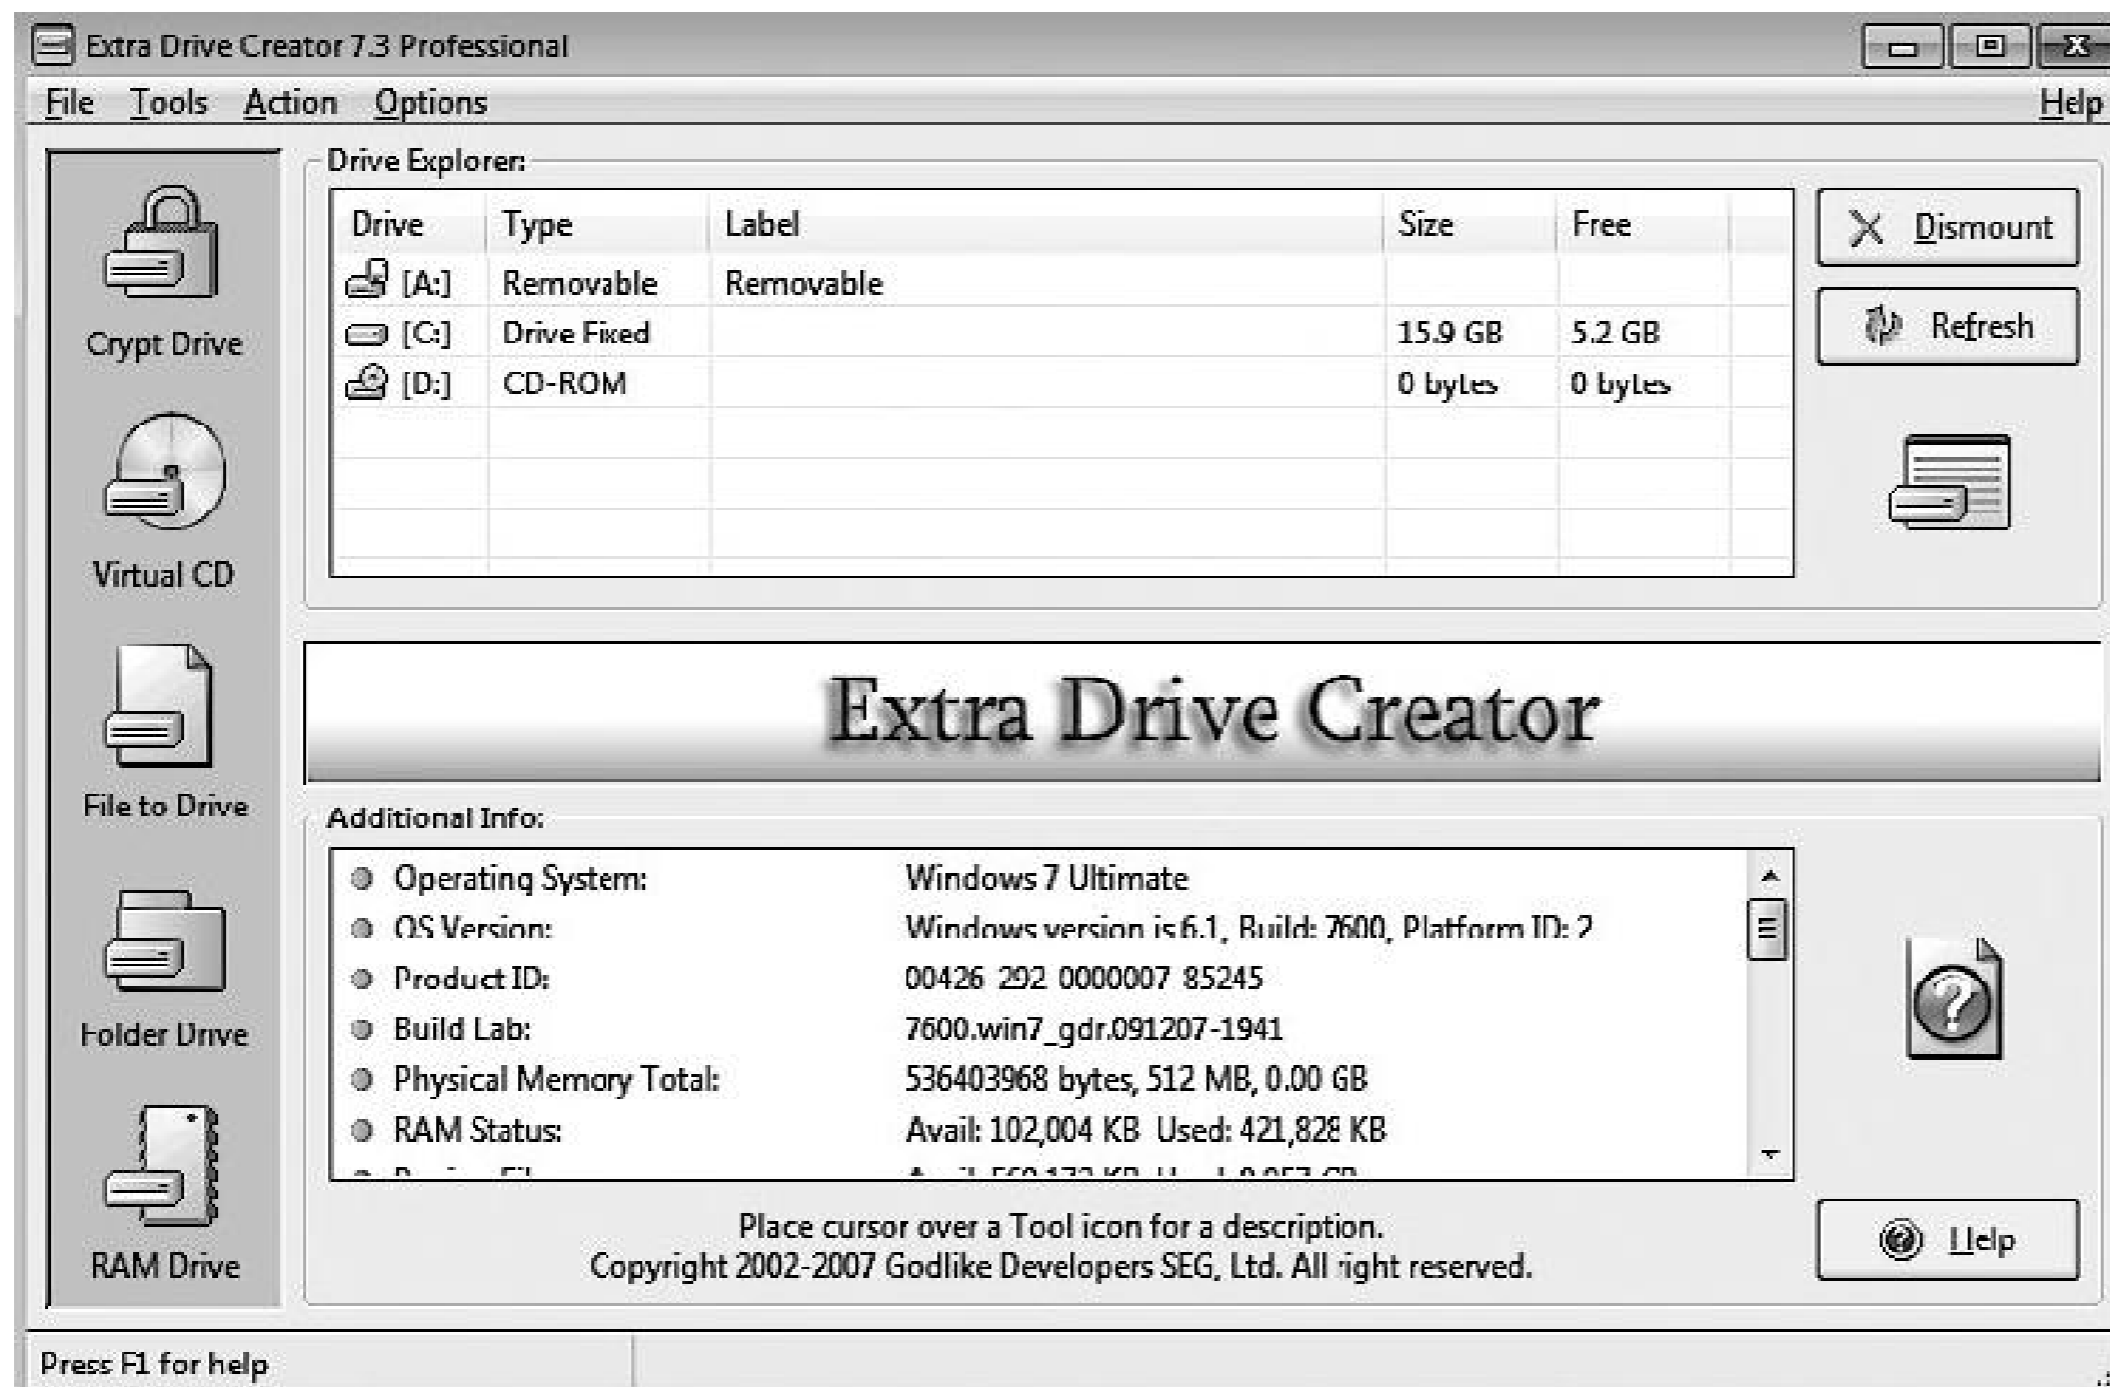 Extra Drive Creator 7.3 Professional
File Tools Action Options Help
Drive Explorer:
Drive Type Label Size Free
[A:] Removable Removable
[C:] Drive Fixed 15.9 GB 5.2 GB
[D:] CD-ROM 0 bytes 0 bytes
Dismount
Refresh
Crypt Drive
Virtual CD
File to Drive
Folder Drive
RAM Drive
Extra Drive Creator
Additional Info:
Operating System: Windows 7 Ultimate
OS Version: Windows version is 6.1, Build: 7600, Platform ID: 2
Product ID: 00426 292 0000007 85245
Build Lab: 7600.win7_gdr.091207-1941
Physical Memory Total: 536403968 bytes, 512 MB, 0.00 GB
RAM Status: Avail: 102,004 KB Used: 421,828 KB
Place cursor over a Tool icon for a description.
Copyright 2002-2007 Godlike Developers SEG, Ltd. All right reserved.
Help
Press F1 for help